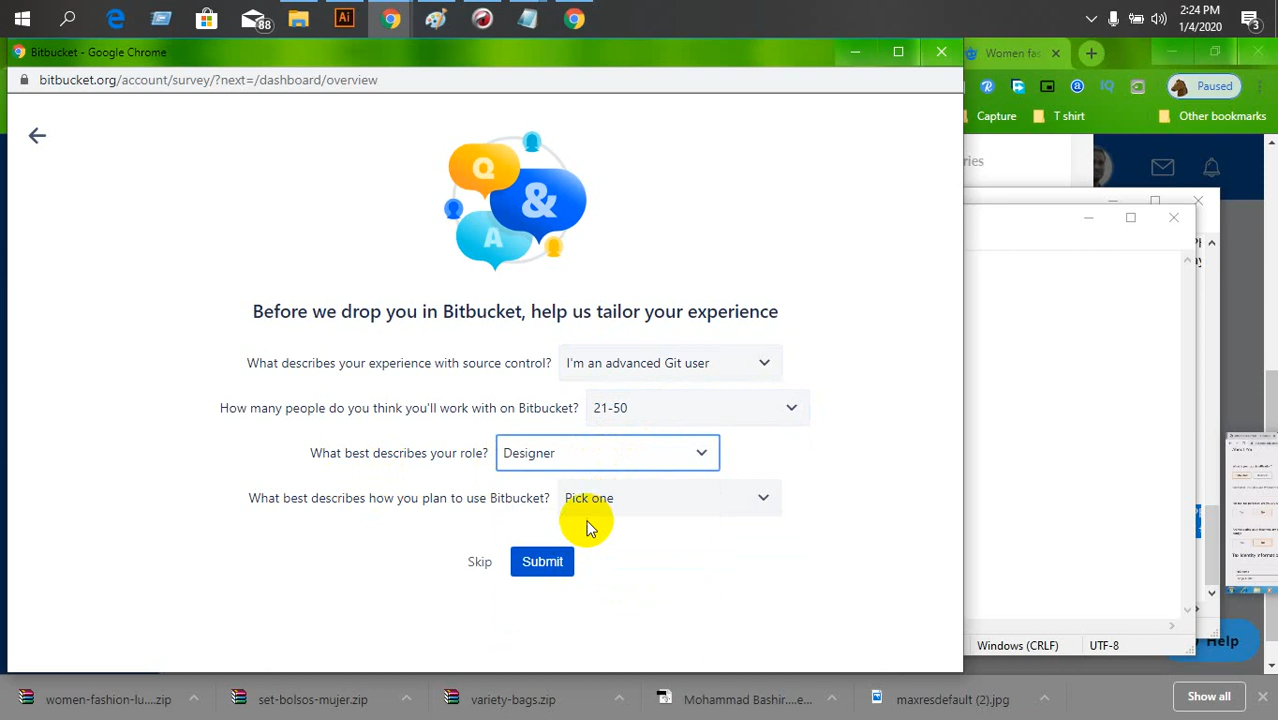 88
2:24 PM
1/4/2020
3
Bitbucket - Google Chrome
Women fas
bitbucket.org/account/survey/?next=/dashboard/overview
Paused
Capture
T shirt
Other bookmarks
ries
Q
&
A
Before we drop you in Bitbucket, help us tailor your experience
What describes your experience with source control? I'm an advanced Git user
How many people do you think you'll work with on Bitbucket? 21-50
What best describes your role? Designer
What best describes how you plan to use Bitbucket? Pick one
Skip Submit
Help
Windows (CRLF) UTF-8
women-fashion-lu....zip
set-bolsos-mujer.zip
variety-bags.zip
Mohammad Bashir....e...
maxresdefault (2).jpg
Show all